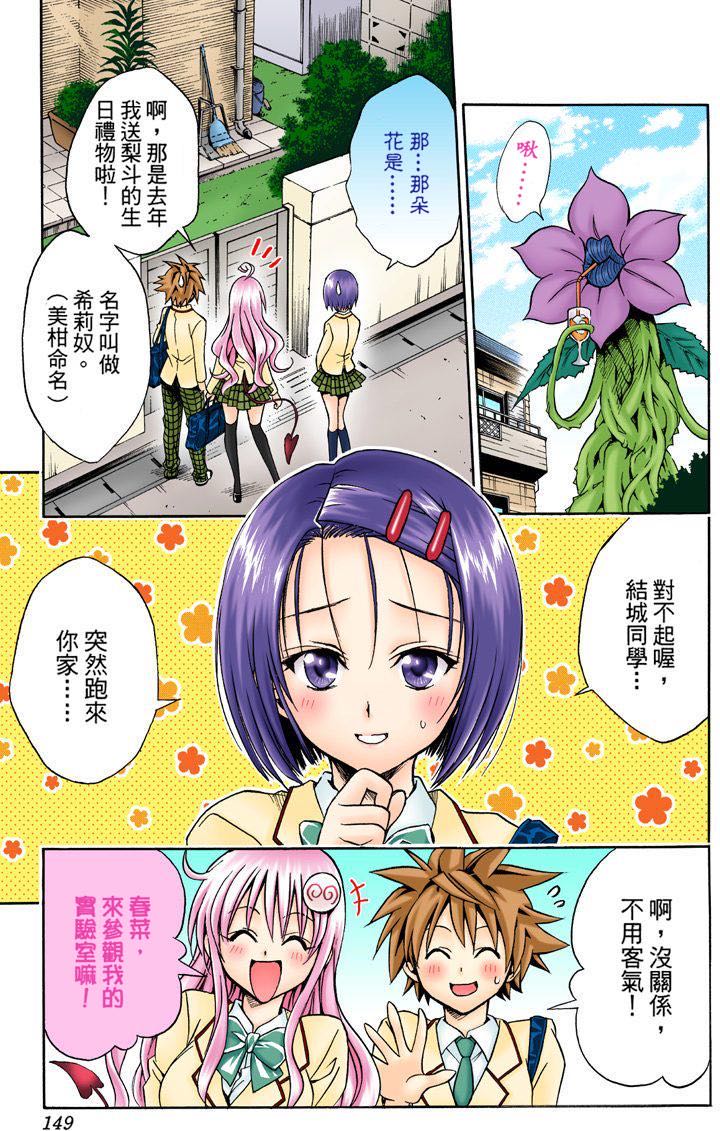 啾
……
那…那朵
花是……
啊，那是去年
我送梨斗的生
日禮物啦！
名字叫做
希莉奴。
（美柑命名）
對不起喔，
結城同學…
突然跑來
你家……
啊，沒關係，
不用客氣！
春菜，
來參觀我的
實驗室嘛！
149